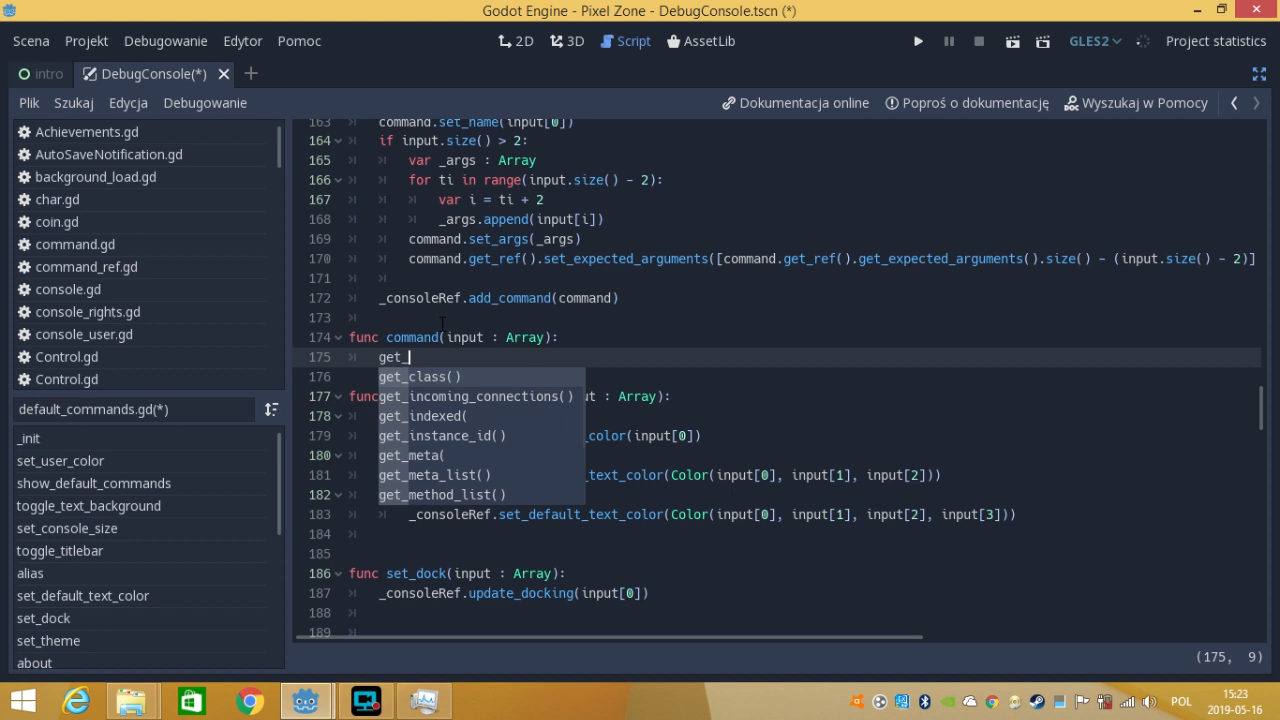 Godot Engine - Pixel Zone - DebugConsole.tscn (*)
Scena Projekt Debugowanie Edytor Pomoc 2D 3D Script AssetLib GLES2 Project statistics
intro DebugConsole(*)
Plik Szukaj Edycja Debugowanie Dokumentacja online Poproś o dokumentację Wyszukaj w Pomocy
Achievements.gd
AutoSaveNotification.gd
background_load.gd
char.gd
coin.gd
command.gd
command_ref.gd
console.gd
console_rights.gd
console_user.gd
Control.gd
Control.gd
default_commands.gd(*)
_init
set_user_color
show_default_commands
toggle_text_background
set_console_size
toggle_titlebar
alias
set_default_text_color
set_dock
set_theme
about
163 command.set_name(input[0])
164 if input.size() > 2:
165 var _args : Array
166 for ti in range(input.size() - 2):
167 var i = ti + 2
168 _args.append(input[i])
169 command.set_args(_args)
170 command.get_ref().set_expected_arguments([command.get_ref().get_expected_arguments().size() - (input.size() - 2)]
171
172 _consoleRef.add_command(command)
173
174 func command(input : Array):
175 get_
176 get_class()
177 func get_incoming_connections() ut : Array):
178 get_indexed(
179 get_instance_id() _color(input[0])
180 get_meta(
181 get_meta_list() _text_color(Color(input[0], input[1], input[2]))
182 get_method_list()
183 _consoleRef.set_default_text_color(Color(input[0], input[1], input[2], input[3]))
184
185
186 func set_dock(input : Array):
187 _consoleRef.update_docking(input[0])
188
189
(175, 9)
POL 15:23
2019-05-16